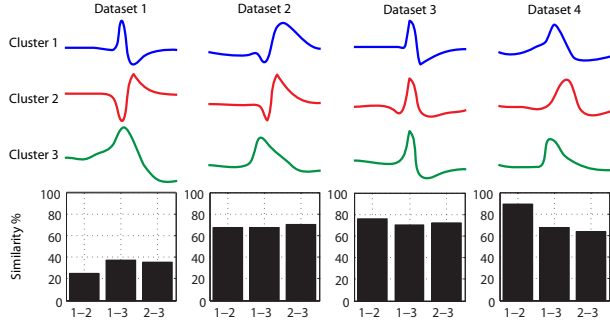 Dataset 1 Dataset 2 Dataset 3 Dataset 4
Cluster 1
Cluster 2
Cluster 3
Similarity %
100 100 100 100
80 80 80 80
60 60 60 60
40 40 40 40
20 20 20 20
0 0 0 0
1−2 1−3 2−3 1−2 1−3 2−3 1−2 1−3 2−3 1−2 1−3 2−3